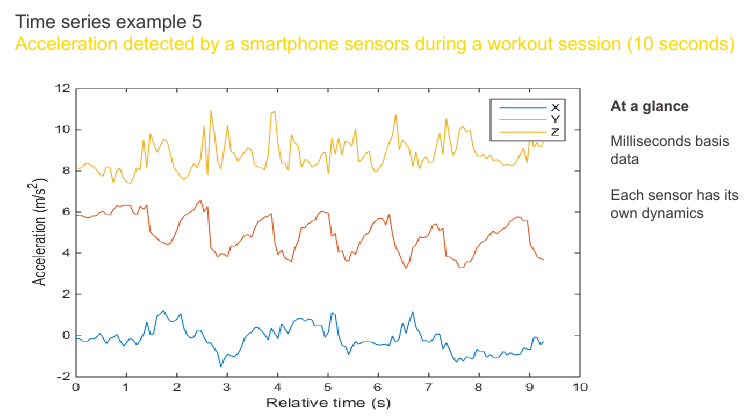 Time series example 5
Acceleration detected by a smartphone sensors during a workout session (10 seconds)
12
10
8
6
4
2
0
-2
Acceleration (m/s²)
0 1 2 3 4 5 6 7 8 9 10
Relative time (s)
X
Y
Z
At a glance
Milliseconds basis
data
Each sensor has its
own dynamics